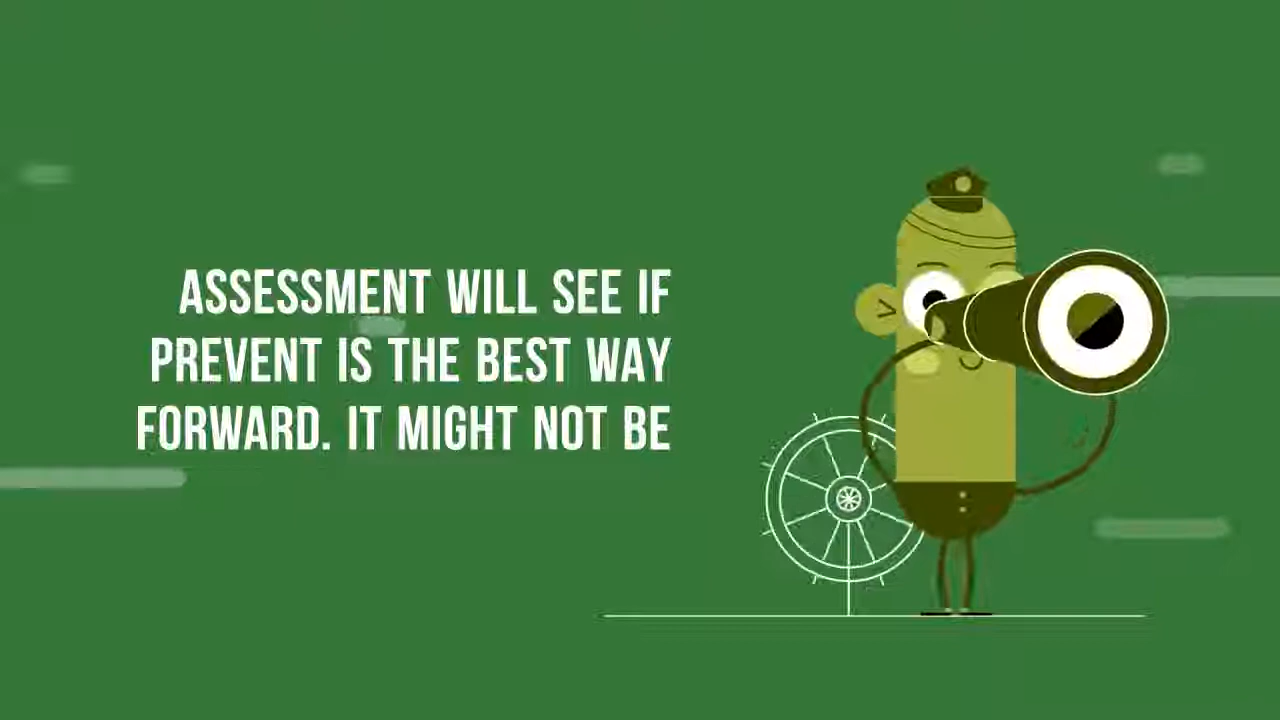 ASSESSMENT WILL SEE IF
PREVENT IS THE BEST WAY
FORWARD. IT MIGHT NOT BE